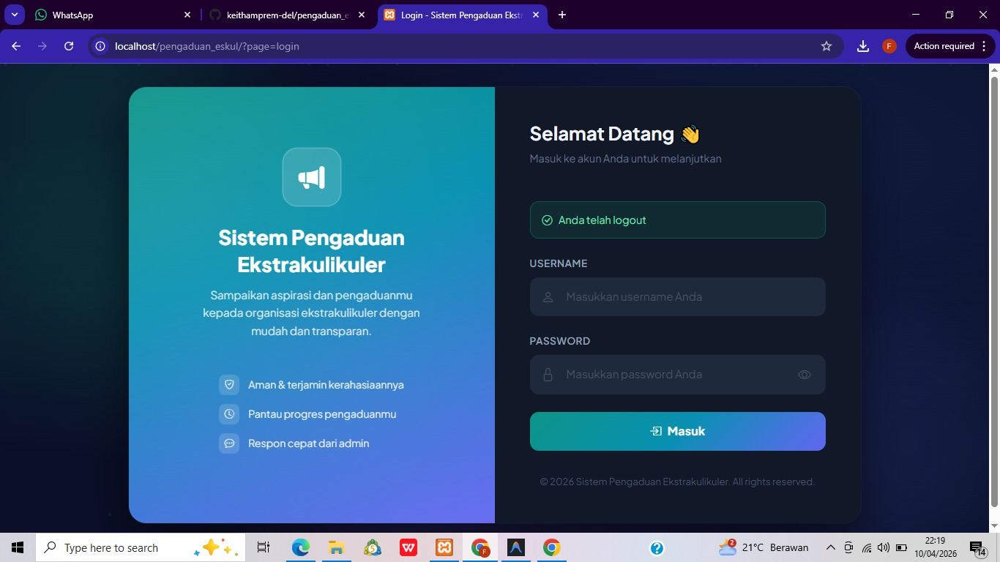 WhatsApp
keithamprem-del/pengaduan_e
Login - Sistem Pengaduan Ekstr
localhost/pengaduan_eskul/?page=login
F
Action required
Sistem Pengaduan
Ekstrakulikuler
Sampaikan aspirasi dan pengaduanmu
kepada organisasi ekstrakulikuler dengan
mudah dan transparan.
Aman & terjamin kerahasiaannya
Pantau progres pengaduanmu
Respon cepat dari admin
Selamat Datang 👋
Masuk ke akun Anda untuk melanjutkan
Anda telah logout
USERNAME
Masukkan username Anda
PASSWORD
Masukkan password Anda
Masuk
© 2026 Sistem Pengaduan Ekstrakulikuler. All rights reserved.
Type here to search
2
21°C Berawan
22:19
10/04/2026
14